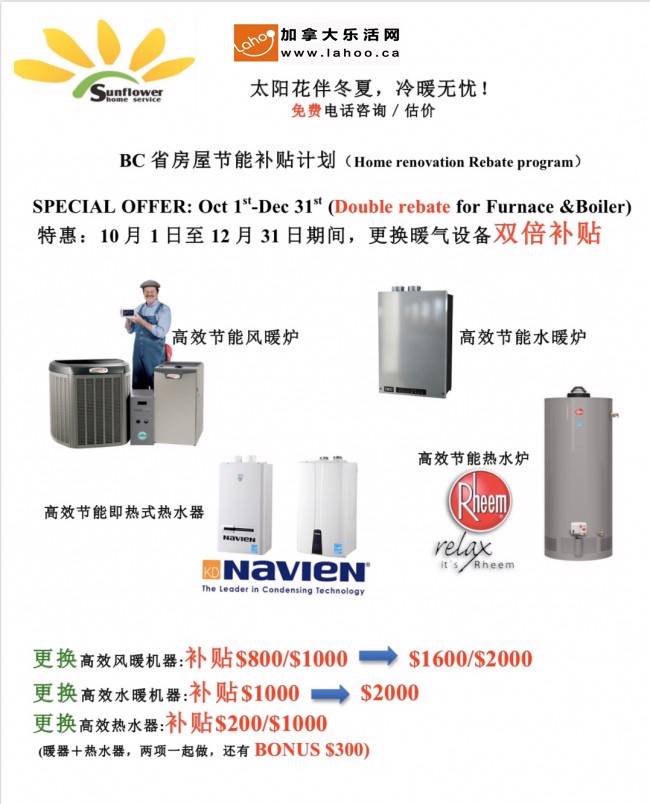 Lahoo
加拿大乐活网
www.lahoo.ca
Sunflower
home service
太阳花伴冬夏，冷暖无忧！
免费电话咨询／估价
BC 省房屋节能补贴计划（Home renovation Rebate program）
SPECIAL OFFER: Oct 1st-Dec 31st (Double rebate for Furnace &Boiler)
特惠：10 月 1 日至 12 月 31 日期间，更换暖气设备双倍补贴
高效节能风暖炉
高效节能水暖炉
高效节能热水炉
Rheem
relax
It's Rheem
高效节能即热式热水器
NAVIEN
KD NAVIEN®
The Leader in Condensing Technology
更换高效风暖机器:补贴$800/$1000 $1600/$2000
更换高效水暖机器:补贴$1000 $2000
更换高效热水器:补贴$200/$1000
(暖器＋热水器，两项一起做，还有 BONUS $300)